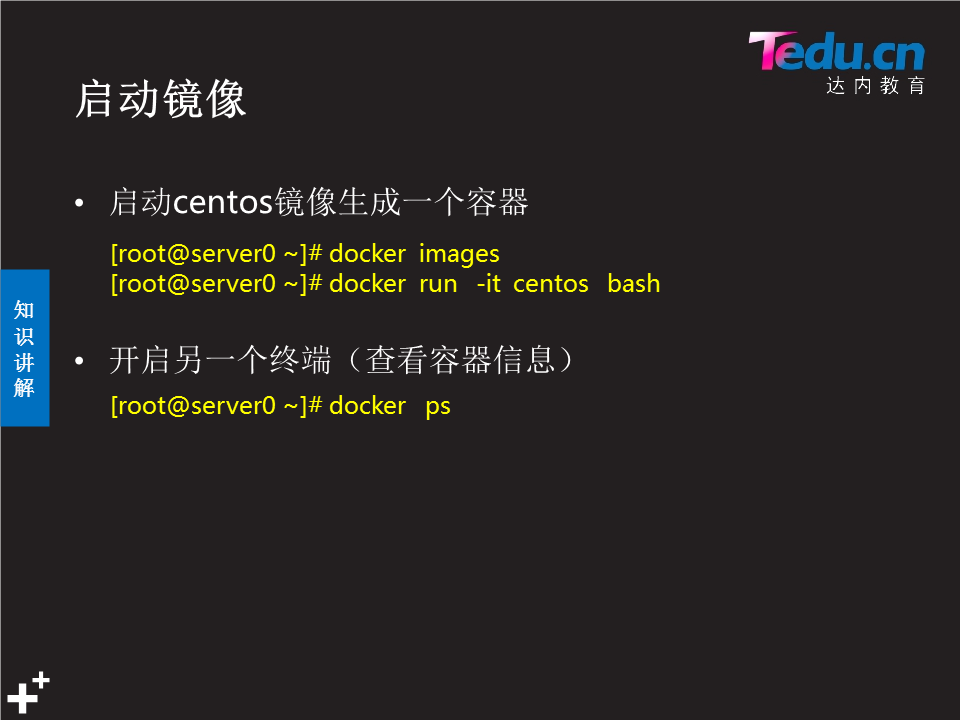 Tedu.cn
达内教育
启动镜像
• 启动centos镜像生成一个容器
[root@server0 ~]# docker images
[root@server0 ~]# docker run -it centos bash
• 开启另一个终端（查看容器信息）
[root@server0 ~]# docker ps
知
识
讲
解